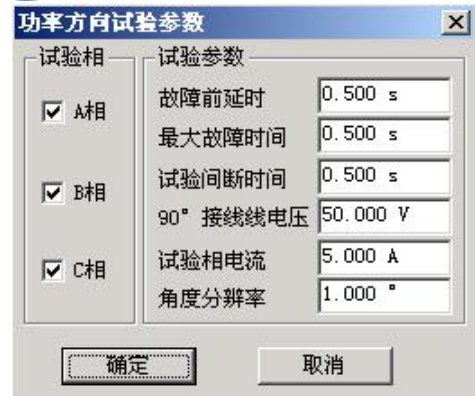 功率方向试验参数
试验相
试验参数
A相
B相
C相
故障前延时 0.500 s
最大故障时间 0.500 s
试验间断时间 0.500 s
90° 接线线电压 50.000 V
试验相电流 5.000 A
角度分辨率 1.000 °
确定
取消